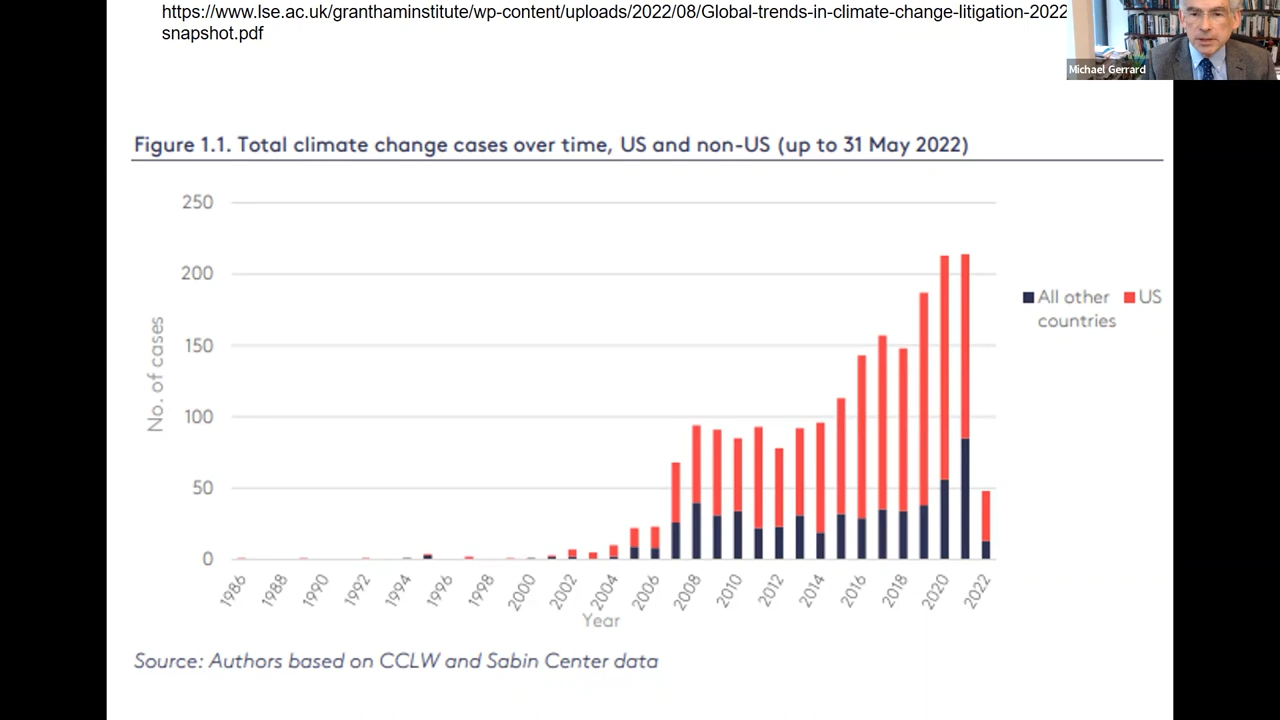 https://www.lse.ac.uk/granthaminstitute/wp-content/uploads/2022/08/Global-trends-in-climate-change-litigation-2022
snapshot.pdf
Michael Gerrard
Figure 1.1. Total climate change cases over time, US and non-US (up to 31 May 2022)
250
200
150
100
50
0
No. of cases
All other
countries
US
1986
1988
1990
1992
1994
1996
1998
2000
2002
2004
2006
2008
2010
2012
2014
2016
2018
2020
2022
Year
Source: Authors based on CCLW and Sabin Center data